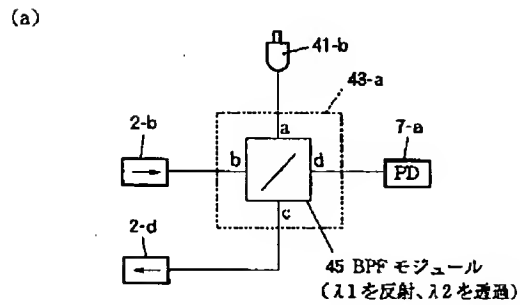 (a)
41-b
43-a
a
2-b
b
d
7-a
PD
c
2-d
45 BPF モジュール
(λ1を反射、λ2を透過)